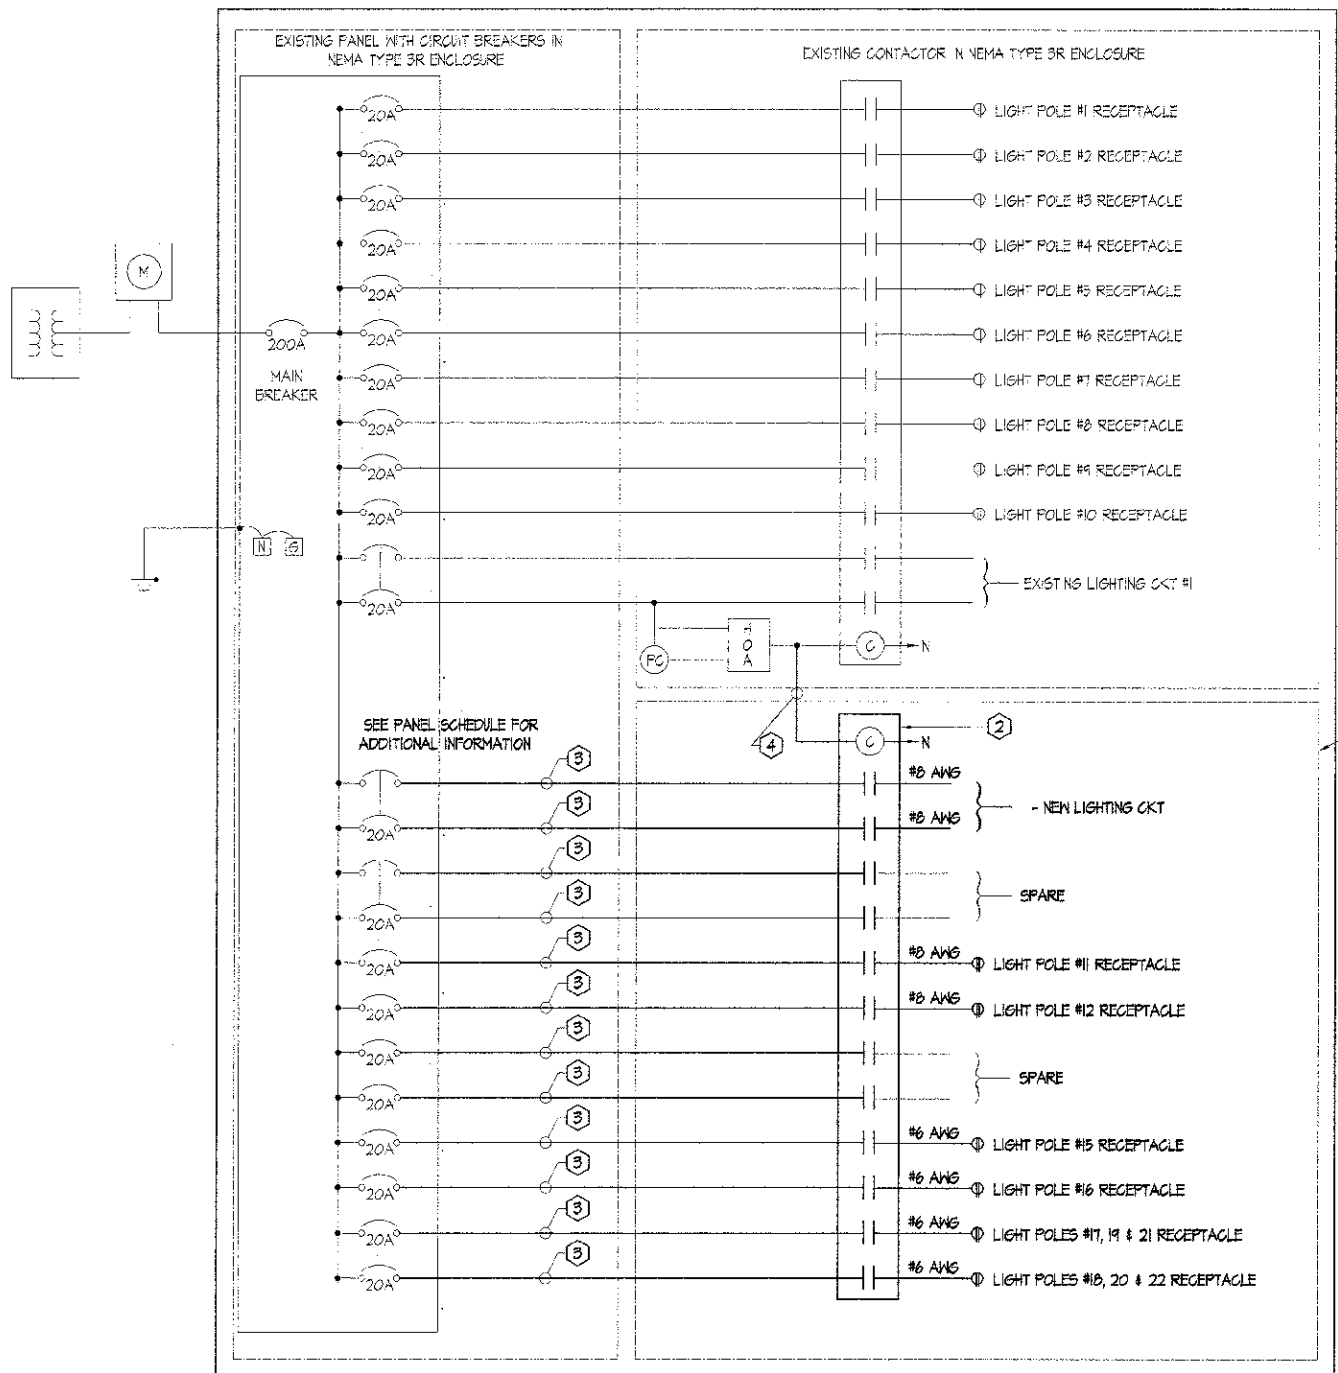 EXISTING PANEL WITH CIRCUIT BREAKERS IN
NEMA TYPE 3R ENCLOSURE
EXISTING CONTACTOR IN NEMA TYPE 3R ENCLOSURE
20A
LIGHT POLE #1 RECEPTACLE
20A
LIGHT POLE #2 RECEPTACLE
20A
LIGHT POLE #3 RECEPTACLE
20A
LIGHT POLE #4 RECEPTACLE
M
20A
LIGHT POLE #5 RECEPTACLE
200A
MAIN
BREAKER
20A
LIGHT POLE #6 RECEPTACLE
20A
LIGHT POLE #7 RECEPTACLE
20A
LIGHT POLE #8 RECEPTACLE
20A
LIGHT POLE #9 RECEPTACLE
20A
LIGHT POLE #10 RECEPTACLE
N G
EXISTING LIGHTING CKT #1
20A
PC
H
O
A
C
N
SEE PANEL SCHEDULE FOR
ADDITIONAL INFORMATION
4
C
N
2
3
#8 AWG
3
20A
#8 AWG
- NEW LIGHTING CKT
3
3
20A
SPARE
3
20A
#8 AWG
LIGHT POLE #11 RECEPTACLE
3
20A
#8 AWG
LIGHT POLE #12 RECEPTACLE
3
20A
3
20A
SPARE
3
20A
#6 AWG
LIGHT POLE #15 RECEPTACLE
3
20A
#6 AWG
LIGHT POLE #16 RECEPTACLE
3
20A
#6 AWG
LIGHT POLES #17, 19 & 21 RECEPTACLE
3
20A
#6 AWG
LIGHT POLES #18, 20 & 22 RECEPTACLE